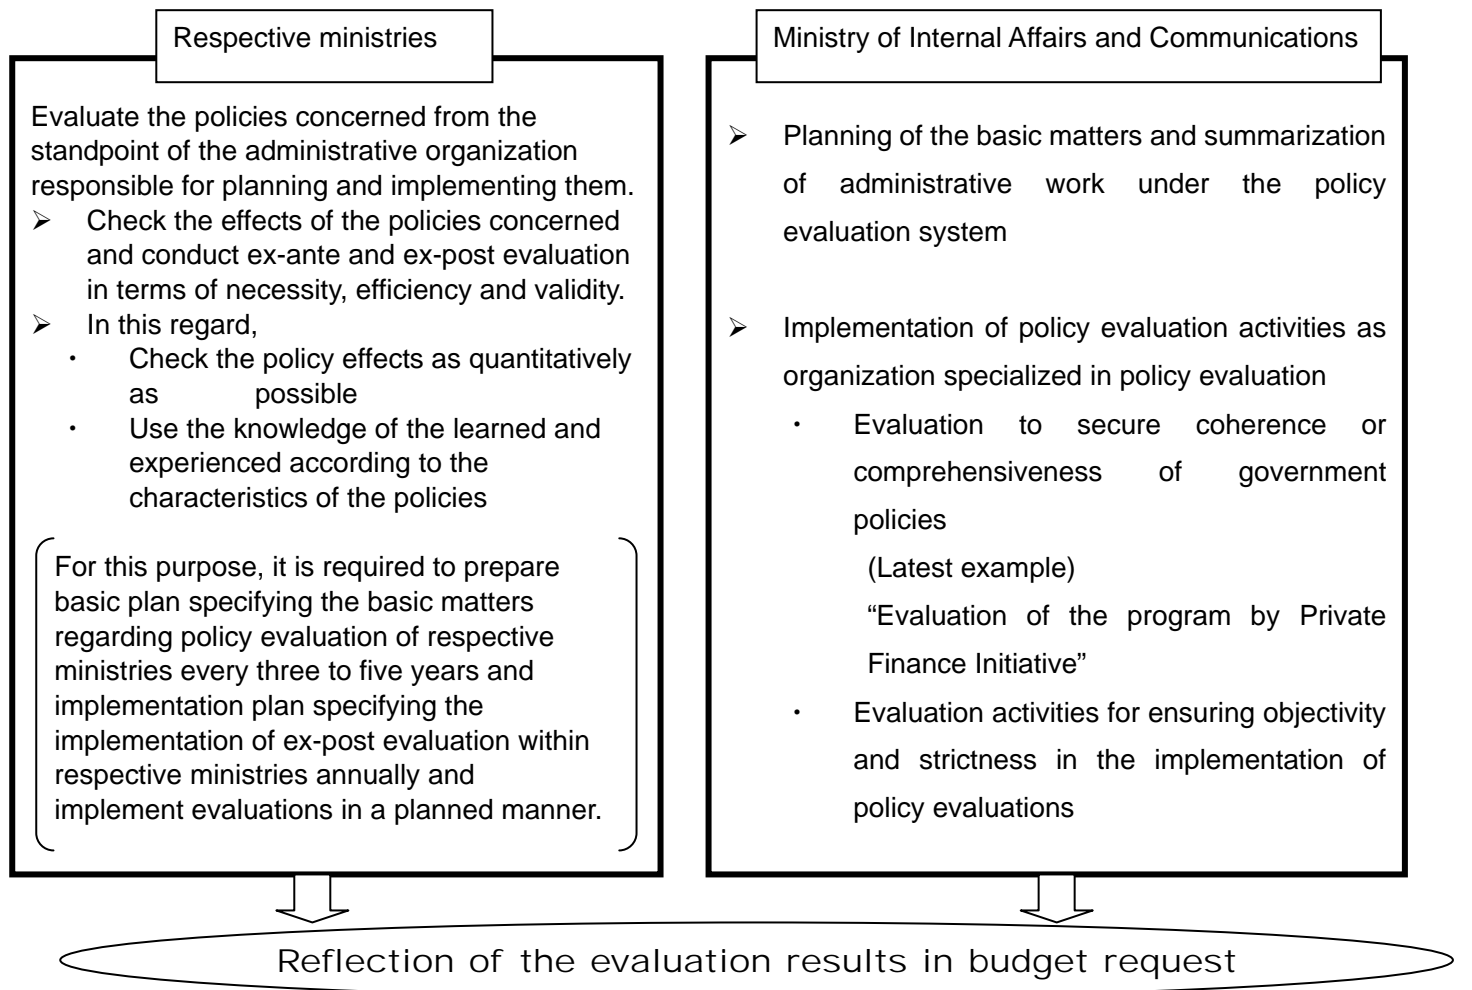 Respective ministries
Evaluate the policies concerned from the
standpoint of the administrative organization
responsible for planning and implementing them.
➢ Check the effects of the policies concerned
and conduct ex-ante and ex-post evaluation
in terms of necessity, efficiency and validity.
➢ In this regard,
・ Check the policy effects as quantitatively
as possible
・ Use the knowledge of the learned and
experienced according to the
characteristics of the policies
For this purpose, it is required to prepare
basic plan specifying the basic matters
regarding policy evaluation of respective
ministries every three to five years and
implementation plan specifying the
implementation of ex-post evaluation within
respective ministries annually and
implement evaluations in a planned manner.
Ministry of Internal Affairs and Communications
➢ Planning of the basic matters and summarization
of administrative work under the policy
evaluation system
➢ Implementation of policy evaluation activities as
organization specialized in policy evaluation
・ Evaluation to secure coherence or
comprehensiveness of government
policies
(Latest example)
“Evaluation of the program by Private
Finance Initiative”
・ Evaluation activities for ensuring objectivity
and strictness in the implementation of
policy evaluations
Reflection of the evaluation results in budget request